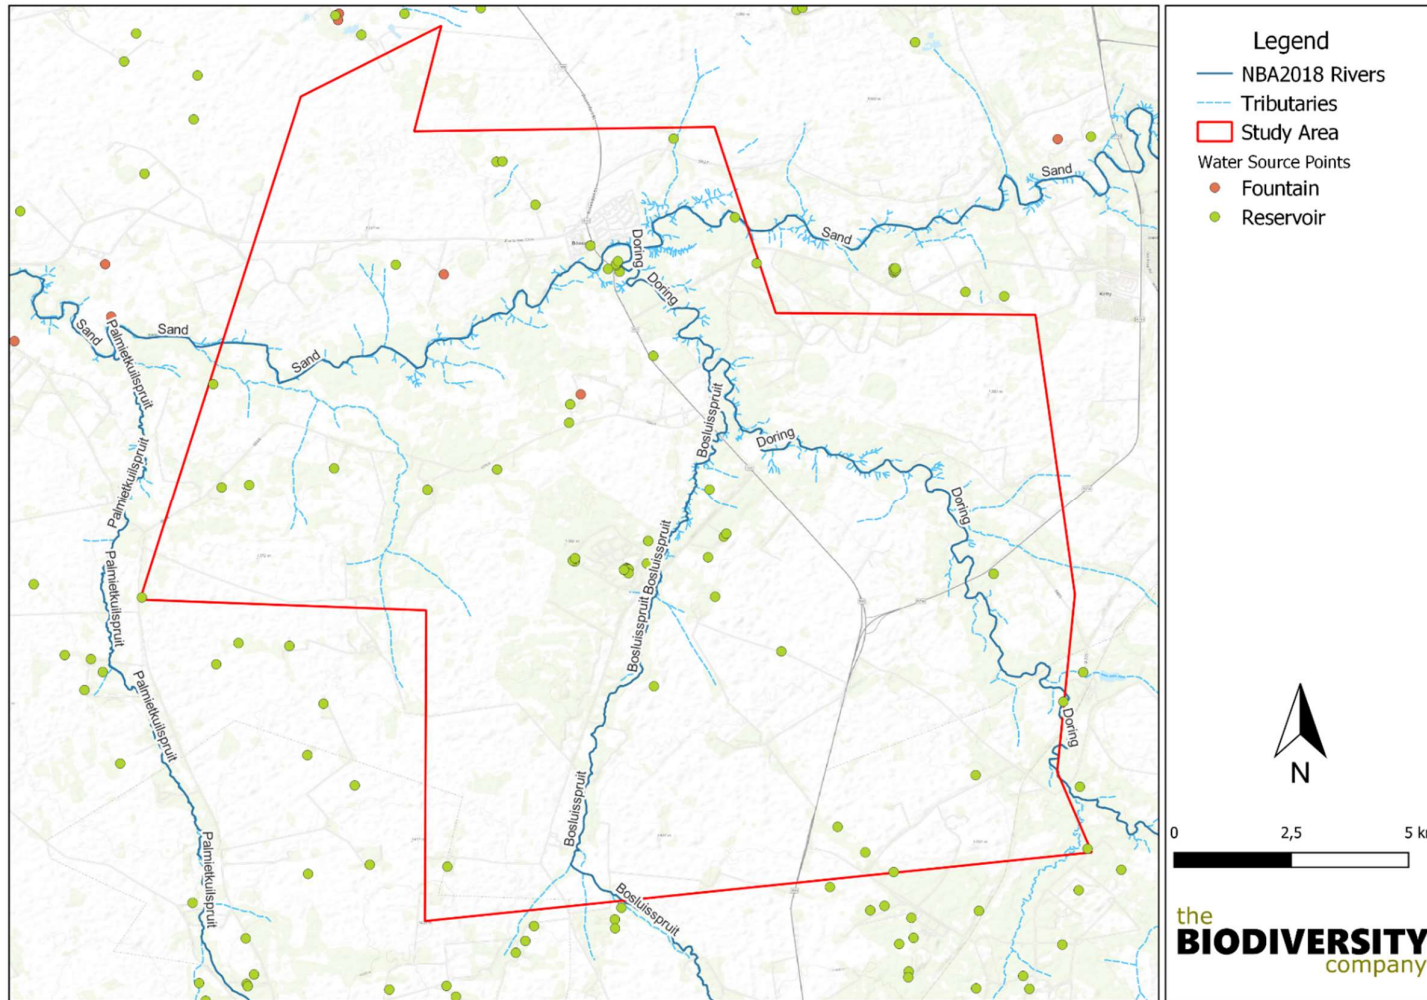 Legend
NBA2018 Rivers
Tributaries
Study Area
Water Source Points
Fountain
Reservoir
Sand
Sand
Doring
Doring
Sand
Sand
Sand
Palmietkuilspruit
Bosluisspruit
Doring
Palmietkuilspruit
Doring
Bosluisspruit
Palmietkuilspruit
Bosluisspruit
Palmietkuilspruit
Doring
Bosluisspruit
Palmietkuilspruit
Bosluisspruit
N
0 2,5 5 k
the
BIODIVERSITY
company